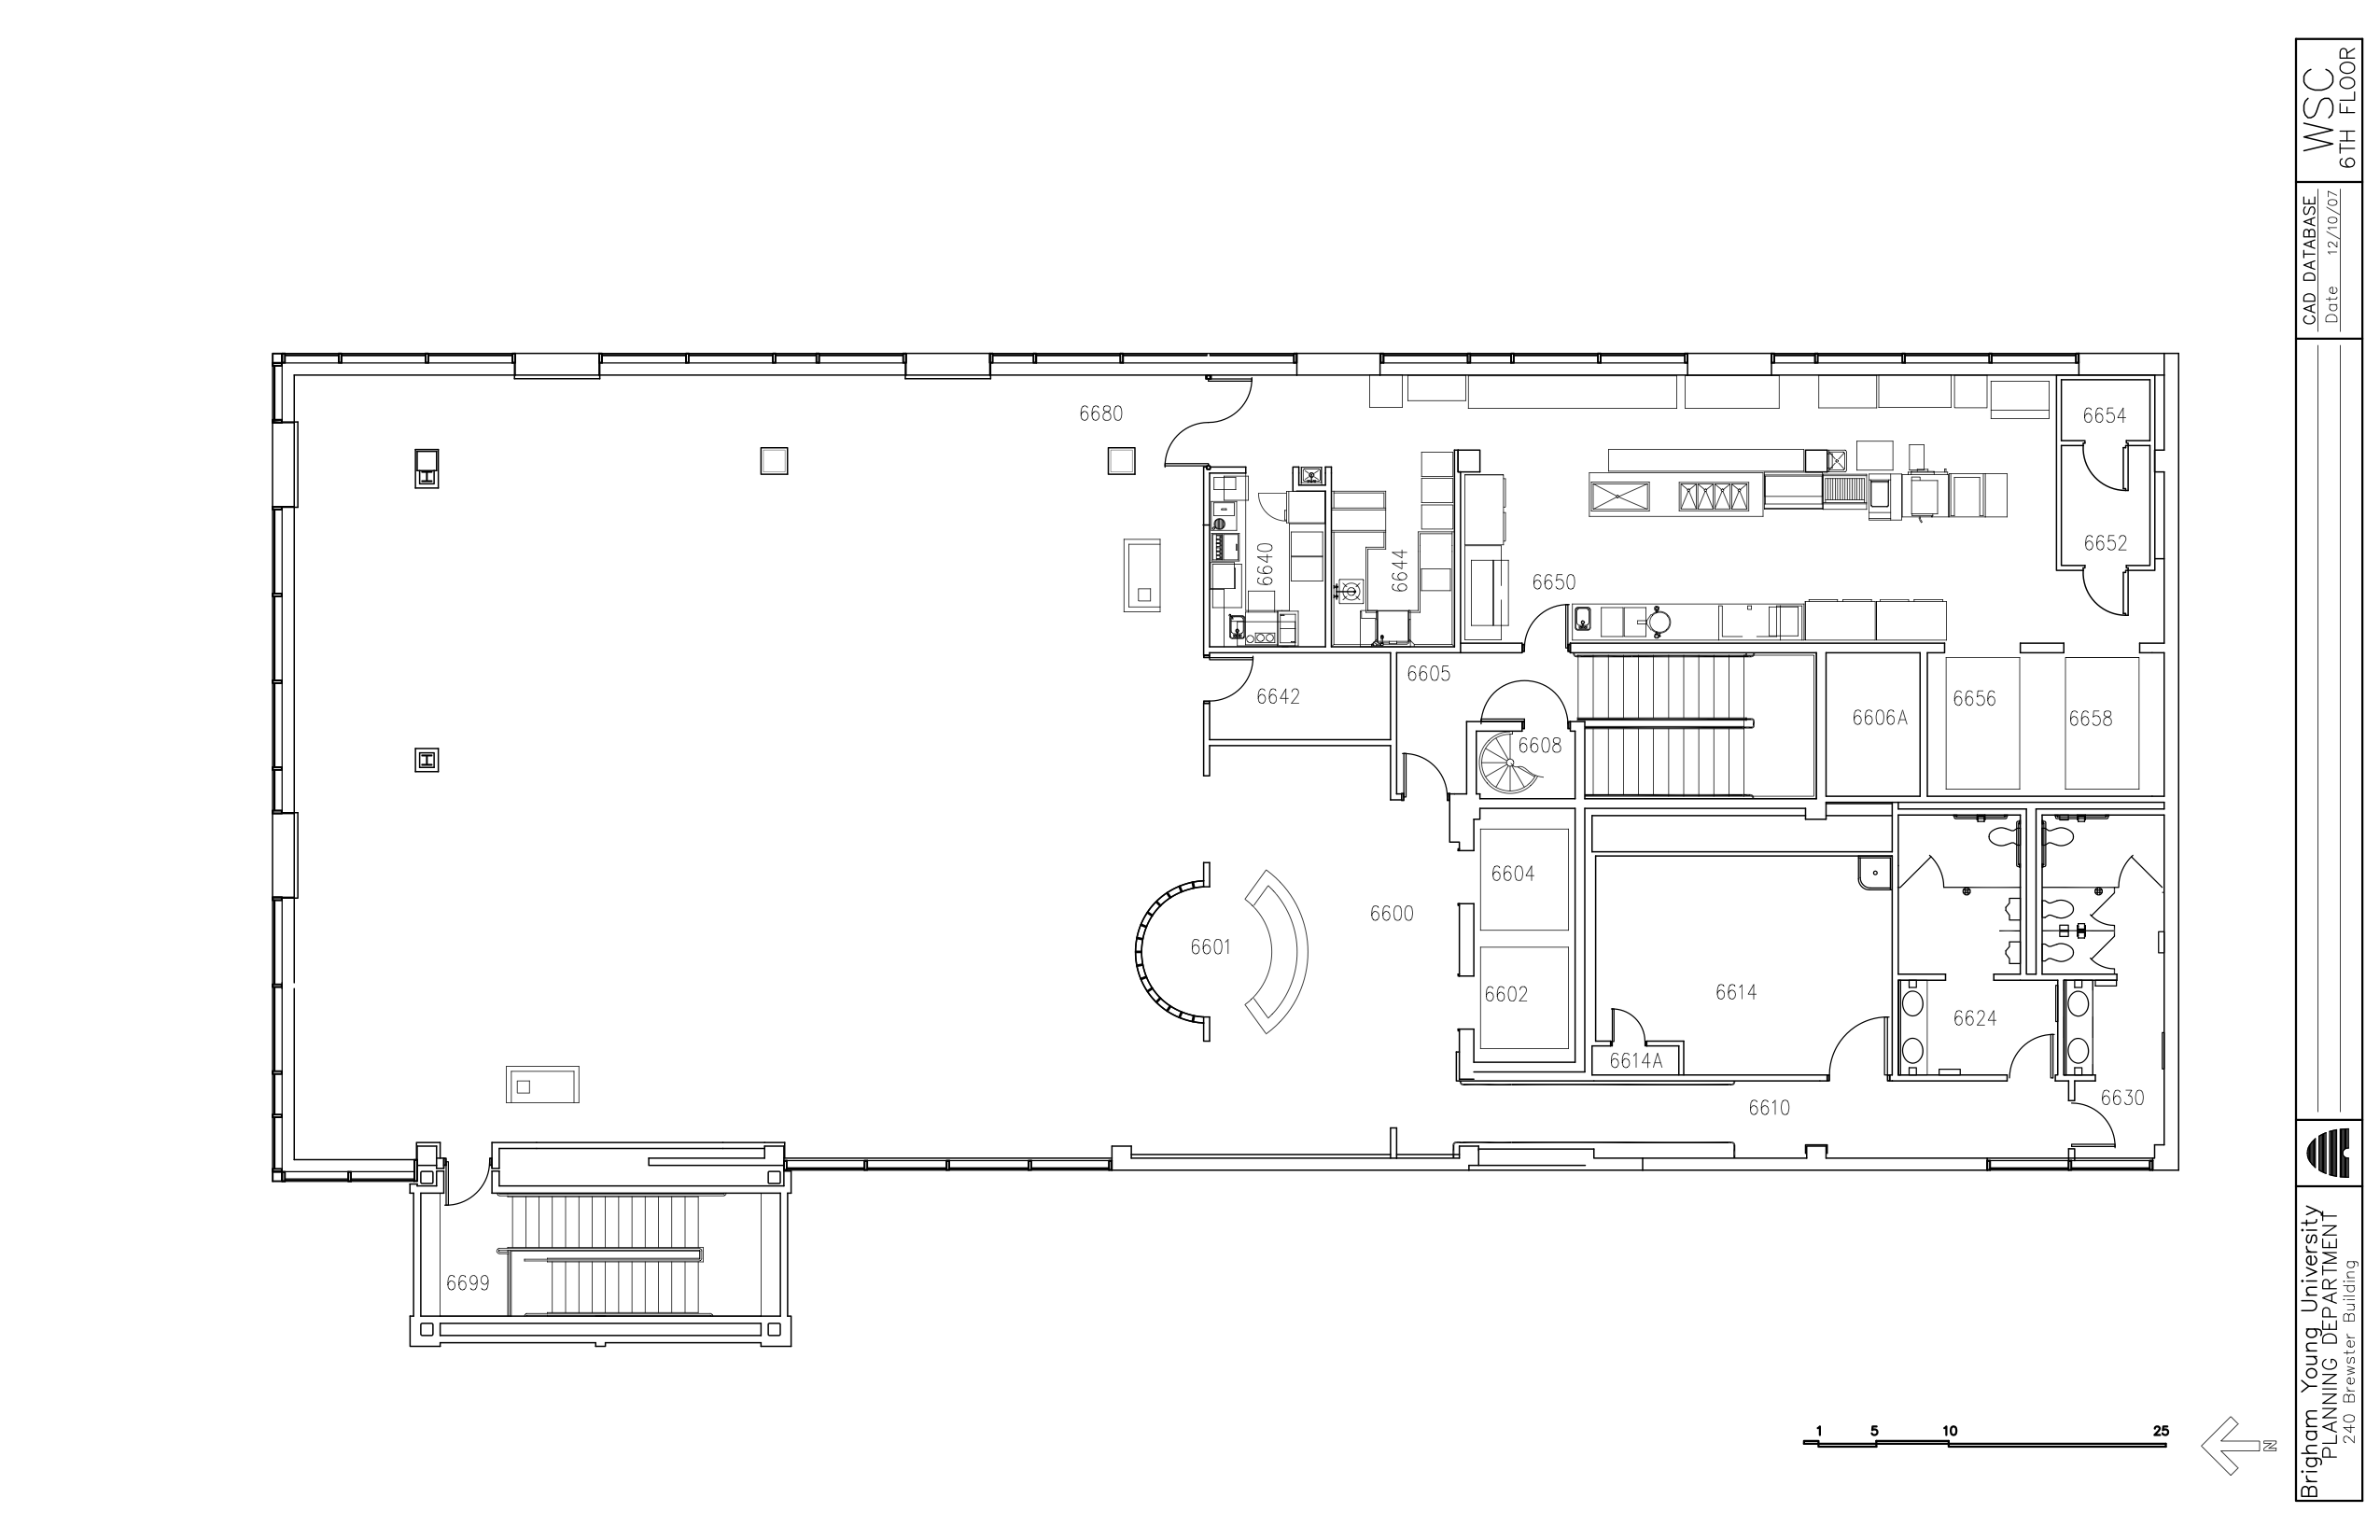 6680
6654
6652
6640
6644
6650
6605
6642
6656
6606A
6658
6608
6604
6600
6601
6602
6614
6624
6614A
6610
6630
6699
1 5 10 25
N
WSC
6TH FLOOR
CAD DATABASE
Date 12/10/07
Brigham Young University
PLANNING DEPARTMENT
240 Brewster Building